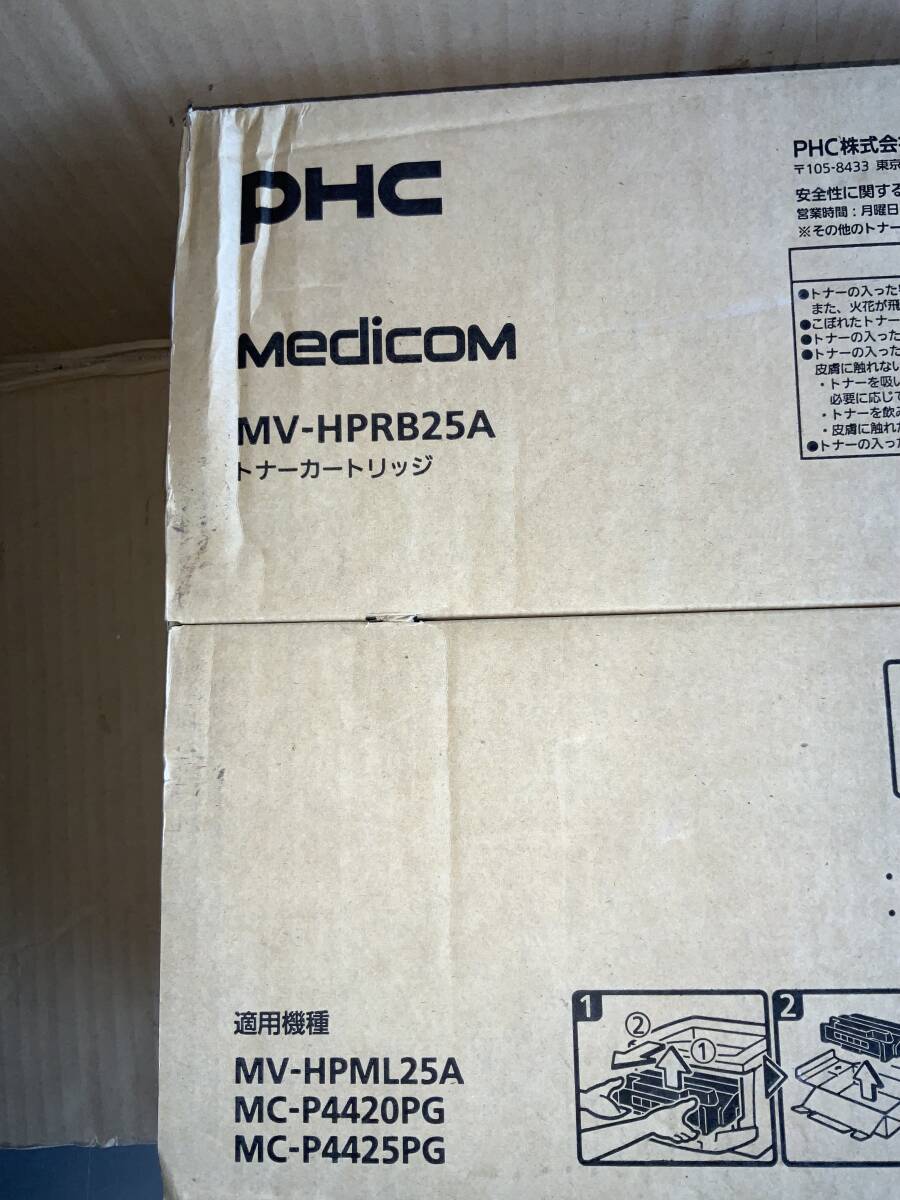 PHC
Medicom
MV-HPRB25A
トナーカートリッジ
PHC株式会
〒105-8433 東京
安全性に関する
営業時間：月曜日
※その他のトナー
●トナーの入った
また、火花が飛
●こぼれたトナー
●トナーの入った
●トナーの入った
皮膚に触れない
・トナーを吸い
必要に応じて
・トナーを飲み
・皮膚に触れた
●トナーの入った
適用機種
MV-HPML25A
MC-P4420PG
MC-P4425PG
1
②
①
2